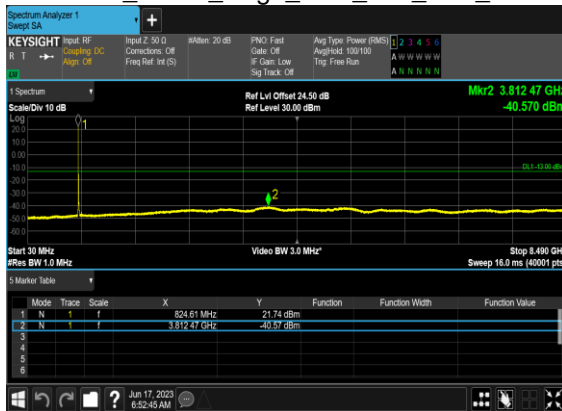 Spectrum Analyzer 1
Swept SA
+
KEYSIGHT Input: RF Input Z: 50 Ω #Atten: 20 dB PNO: Fast Avg Type: Power (RMS) 1 2 3 4 5 6
R T Coupling: DC Corrections: Off Gate: Off Avg|Hold: 100/100 A W W W W W
Align: Off Freq Ref: Int (S) IF Gain: Low Trig: Free Run
Sig Track: Off A N N N N N
1 Spectrum Ref Lvl Offset 24.50 dB Mkr2 3.812 47 GHz
Scale/Div 10 dB Ref Level 30.00 dBm -40.570 dBm
Log
20.0
10.0
0.00
-10.0
-20.0
-30.0
-40.0
-50.0
-60.0
1
DL1 -13.00 dBm
2
Start 30 MHz Video BW 3.0 MHz* Stop 8.490 GHz
#Res BW 1.0 MHz Sweep 16.0 ms (40001 pts)
5 Marker Table
Mode Trace Scale X Y Function Function Width Function Value
1 N 1 f 824.61 MHz 21.74 dBm
2 N 1 f 3.812 47 GHz -40.57 dBm
3
4
5
6
? Jun 17, 2023
6:52:45 AM